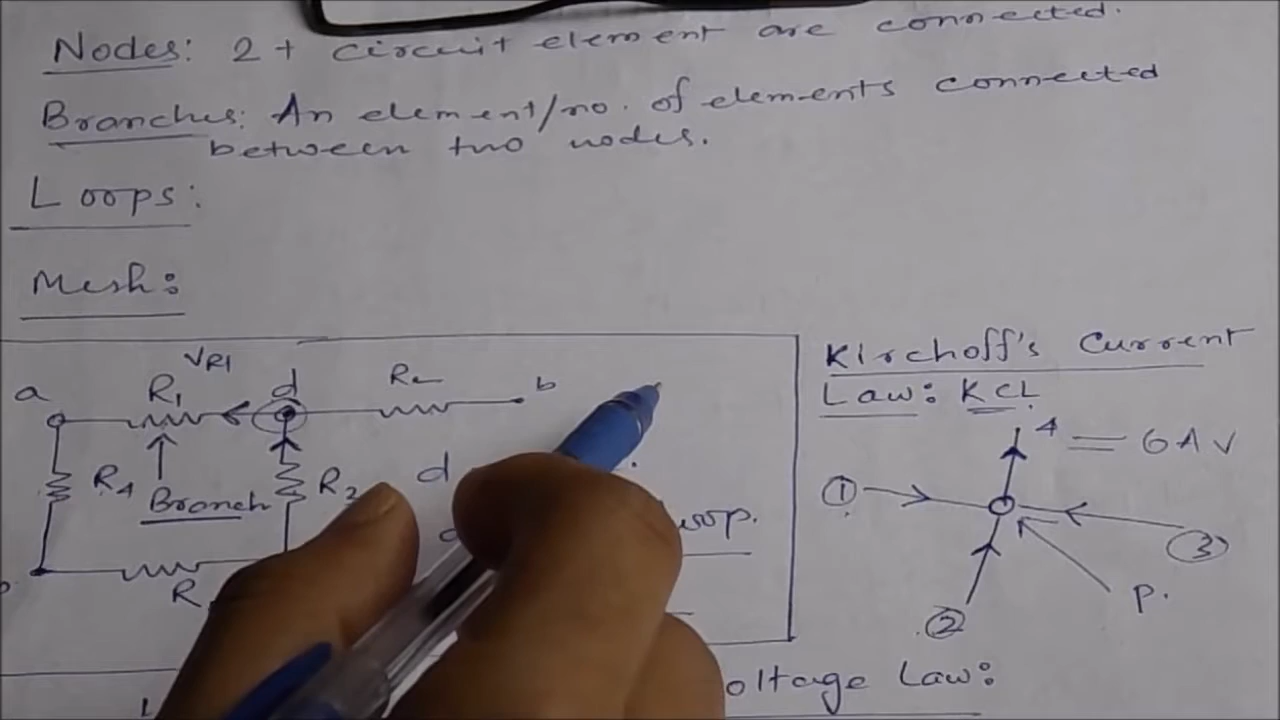 Nodes: 2+ circuit element are connected.
Branches: An element/no. of elements connected
between two nodes.
Loops:
Mesh:
VR1
a R1 d b
R4 Branch R2 d
R
Kirchoff's Current
Law: KCL
4 = 6A V
1
3
2
P.
oltage Law: